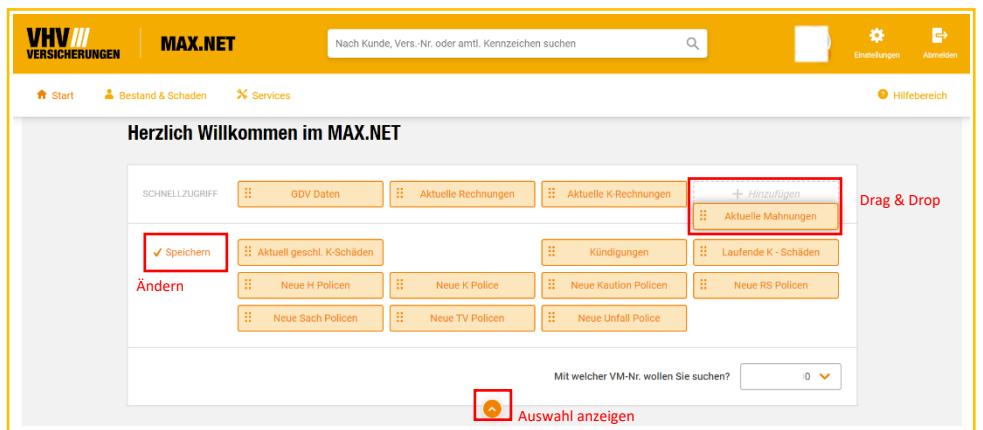 VHV ///
VERSICHERUNGEN
MAX.NET
Nach Kunde, Vers.-Nr. oder amtl. Kennzeichen suchen
Einstellungen
Abmelden
Start
Bestand & Schaden
Services
Hilfebereich
Herzlich Willkommen im MAX.NET
SCHNELLZUGRIFF
GDV Daten
Aktuelle Rechnungen
Aktuelle K-Rechnungen
+ Hinzufügen
Aktuelle Mahnungen
Drag & Drop
Speichern
Ändern
Aktuell geschl. K-Schäden
Kündigungen
Laufende K - Schäden
Neue H Policen
Neue K Police
Neue Kaution Policen
Neue RS Policen
Neue Sach Policen
Neue TV Policen
Neue Unfall Police
Mit welcher VM-Nr. wollen Sie suchen?
0
Auswahl anzeigen